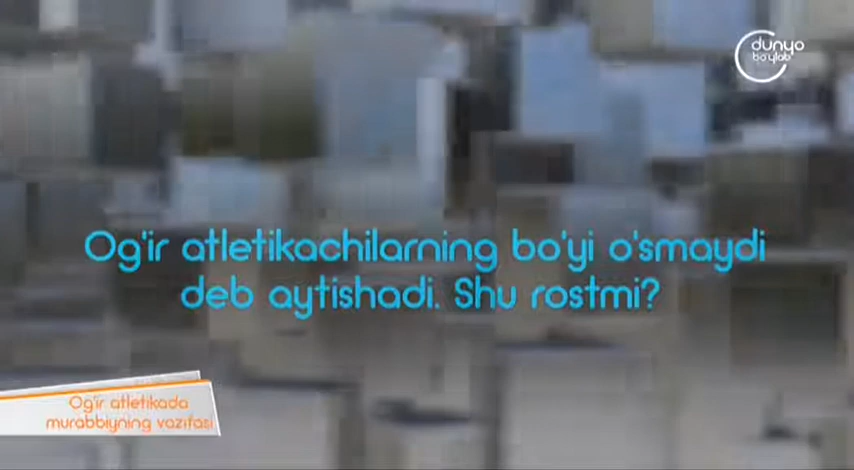 dunyo
bo'ylab
Og'ir atletikachilarning bo'yi o'smaydi
deb aytishadi. Shu rostmi?
Og'ir atletikada
murabbiyning vazifasi